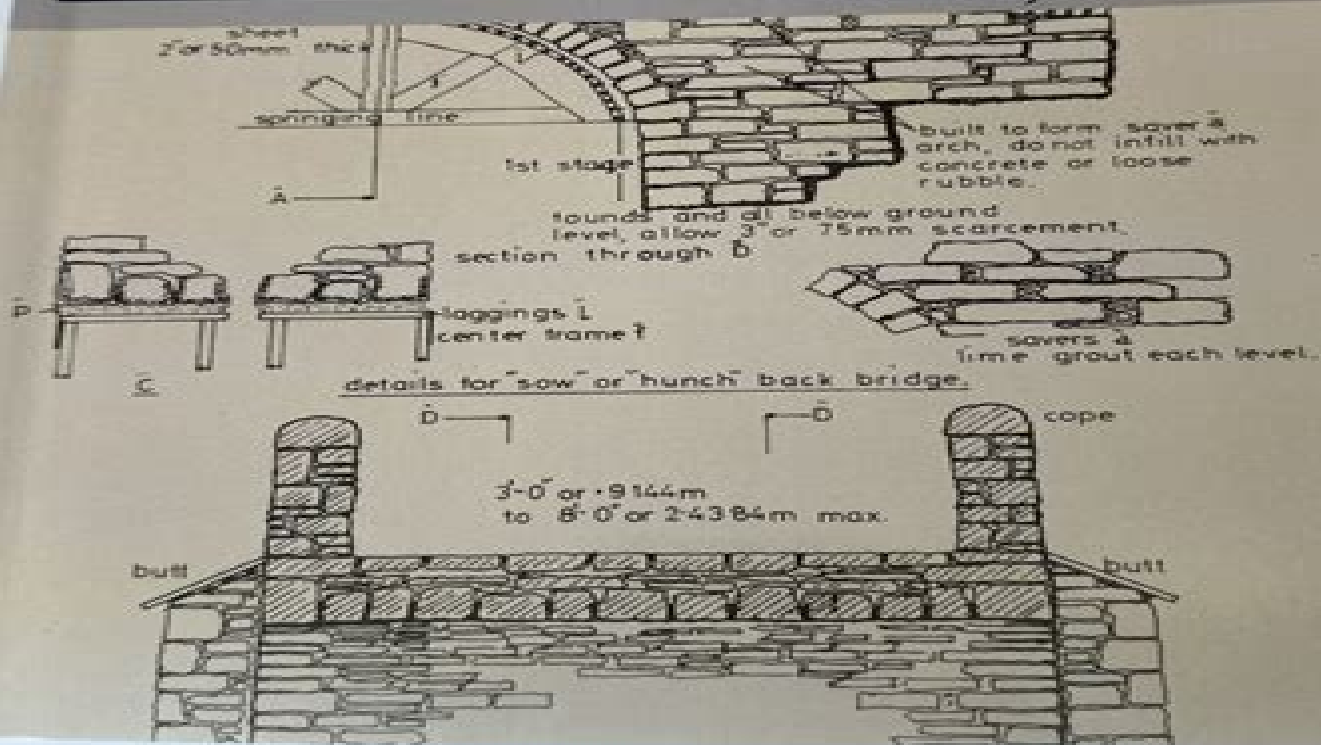 sheet
2" or 50mm thick
springing line
1st stage
A
built to form saver a
arch, do not infill with
concrete or loose
rubble.
founds and all below ground
level, allow 3" or 75mm scarcement.
section through D
P
laggings L
center frame f
C
savers a
lime grout each level.
details for "sow" or "hunch" back bridge.
D D
cope
3'-0" or ·9144m
to 8'-0" or 2·4384m max.
butt
butt